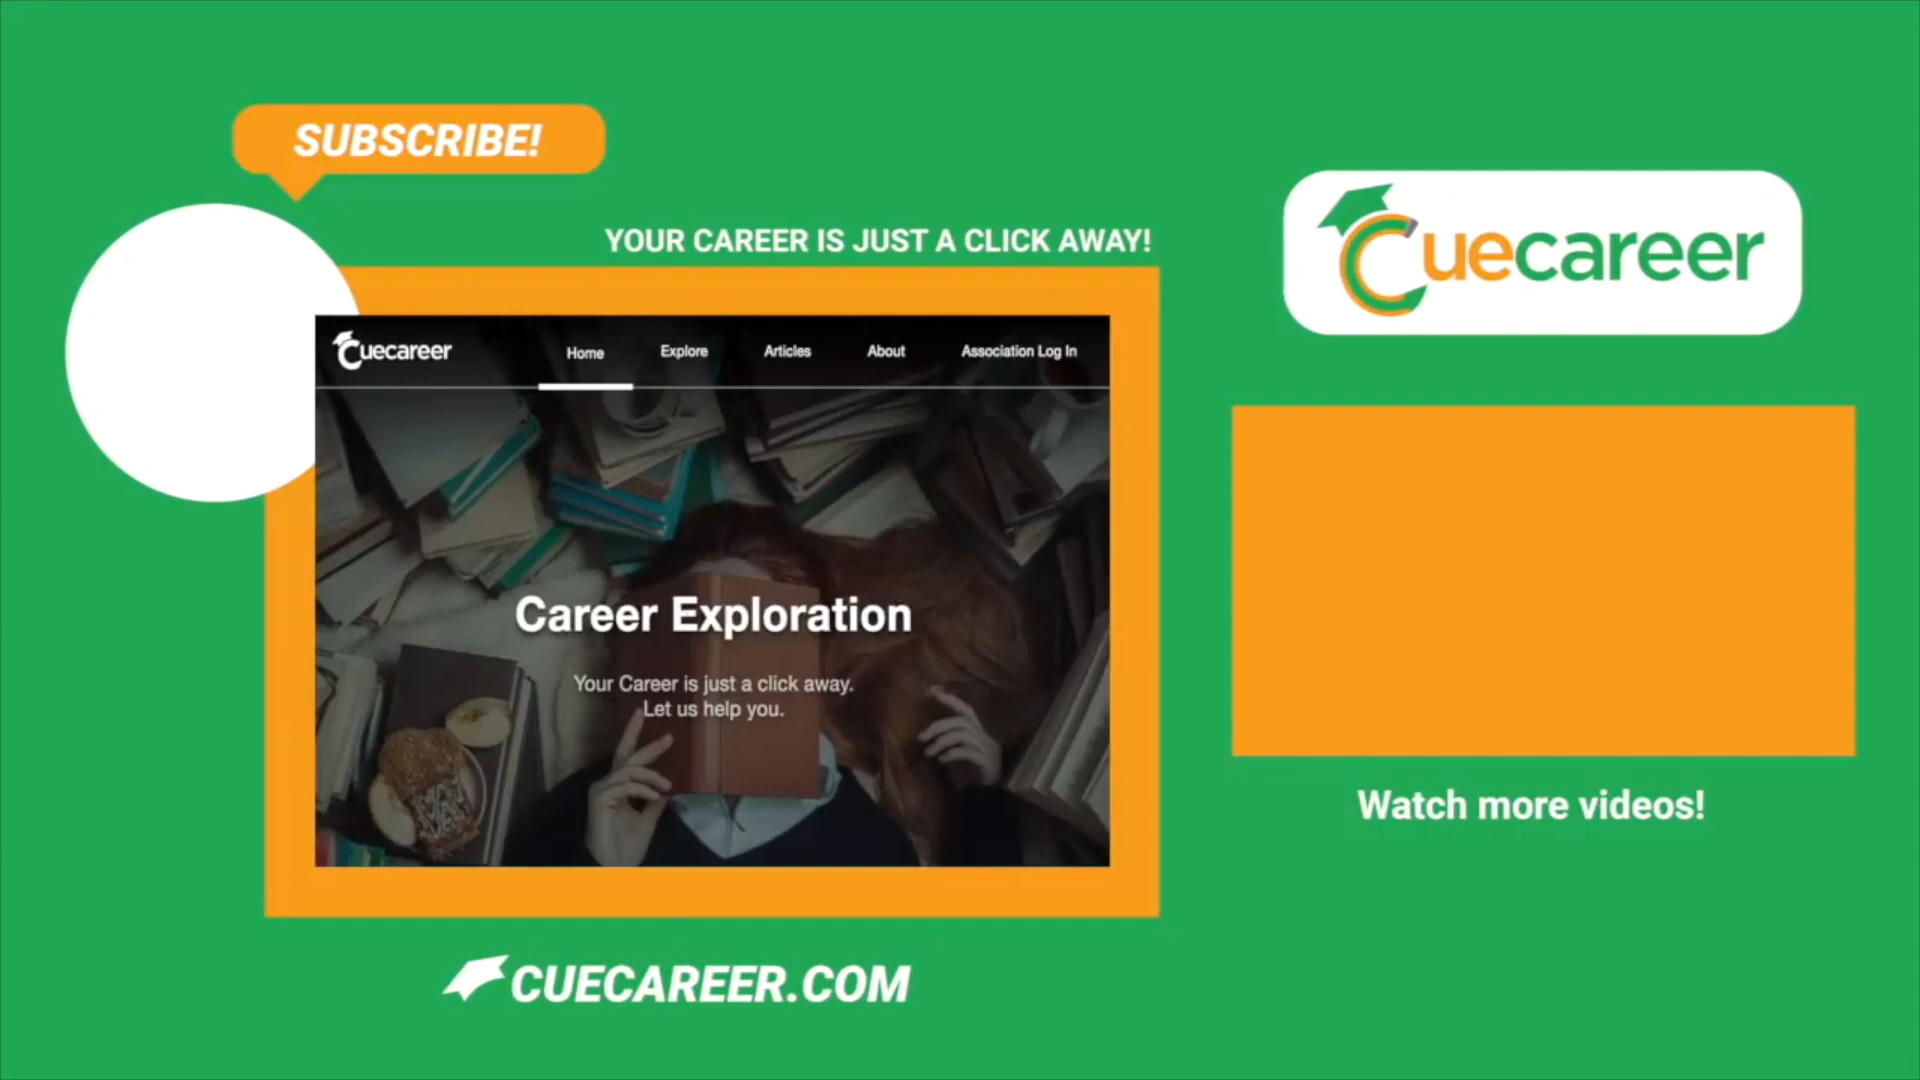 SUBSCRIBE!
YOUR CAREER IS JUST A CLICK AWAY!
Cuecareer
Cuecareer Home Explore Articles About Association Log In
Career Exploration
Your Career is just a click away.
Let us help you.
Watch more videos!
CUECAREER.COM